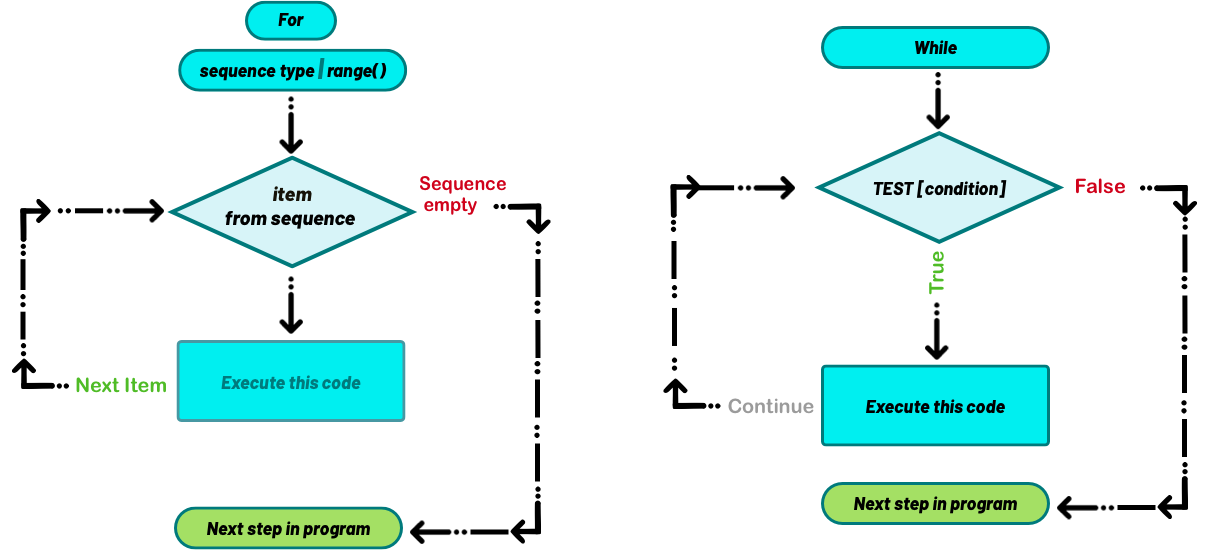 For
sequence type | range( )
item
from sequence
Sequence
empty
Next Item
Execute this code
Next step in program
While
TEST [condition]
False
True
Continue
Execute this code
Next step in program